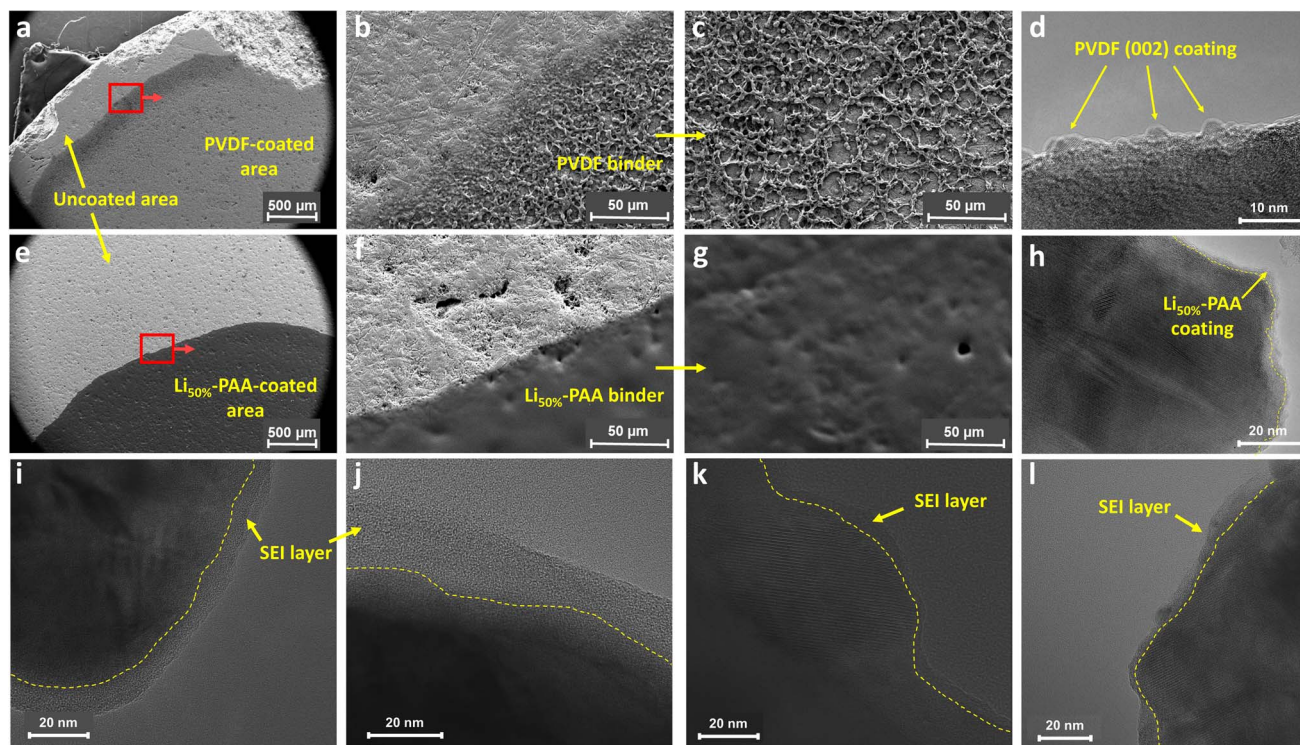 a
PVDF-coated
area
Uncoated area
500 μm
b
PVDF binder
50 μm
c
50 μm
d
PVDF (002) coating
10 nm
e
Li50%-PAA-coated
area
500 μm
f
Li50%-PAA binder
50 μm
g
50 μm
h
Li50%-PAA
coating
20 nm
i
SEI layer
20 nm
j
20 nm
k
SEI layer
20 nm
l
SEI layer
20 nm